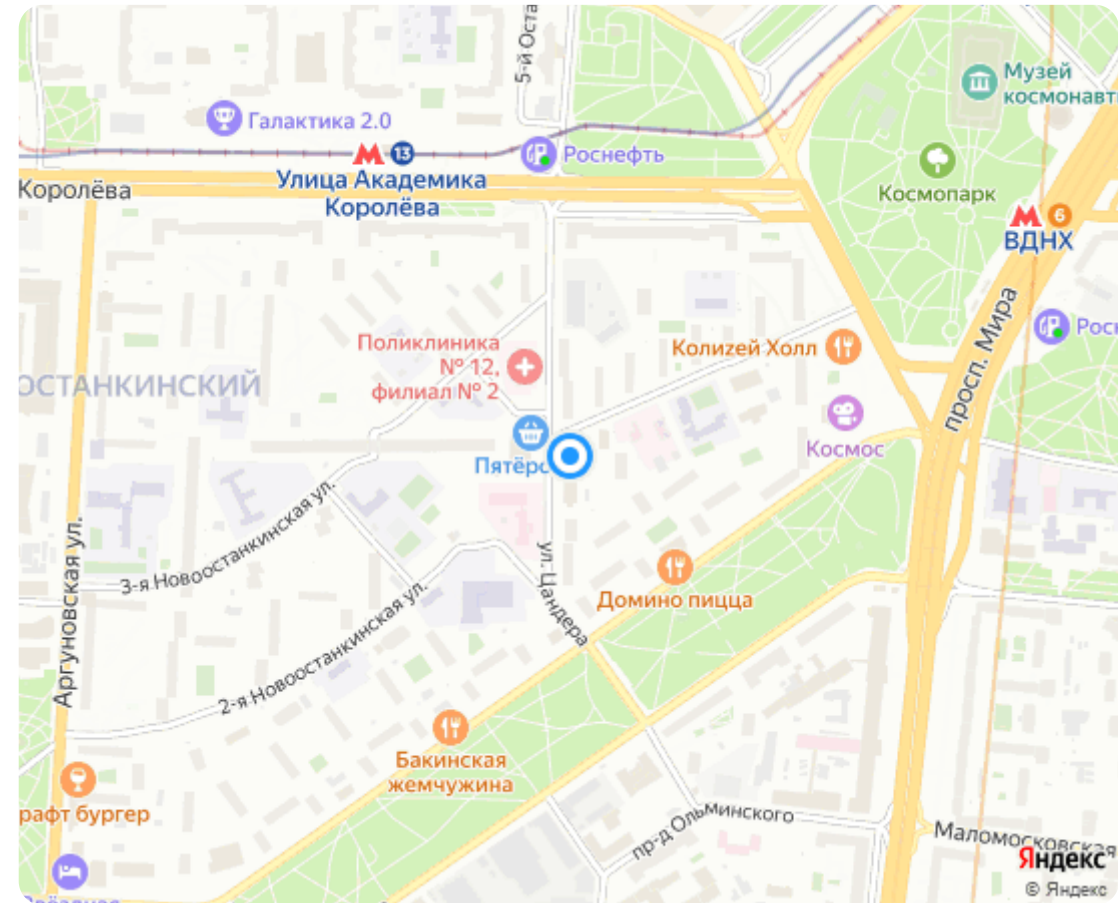 5-й Оста
Музей
космонавт
Галактика 2.0
13
Роснефть
Улица Академика
Королёва
Королёва
Космопарк
6
ВДНХ
просп. Мира
Рос
Поликлиника
№ 12,
филиал № 2
Колиzей Холл
ОСТАНКИНСКИЙ
Космос
Пятёро
3-я Новоостанкинская ул.
ул. Цандера
Аргуновская ул.
Домино пицца
2-я Новоостанкинская ул.
Бакинская
жемчужина
рафт бургер
пр-д Ольминского
Маломосковская
Яндекс
© Яндекс